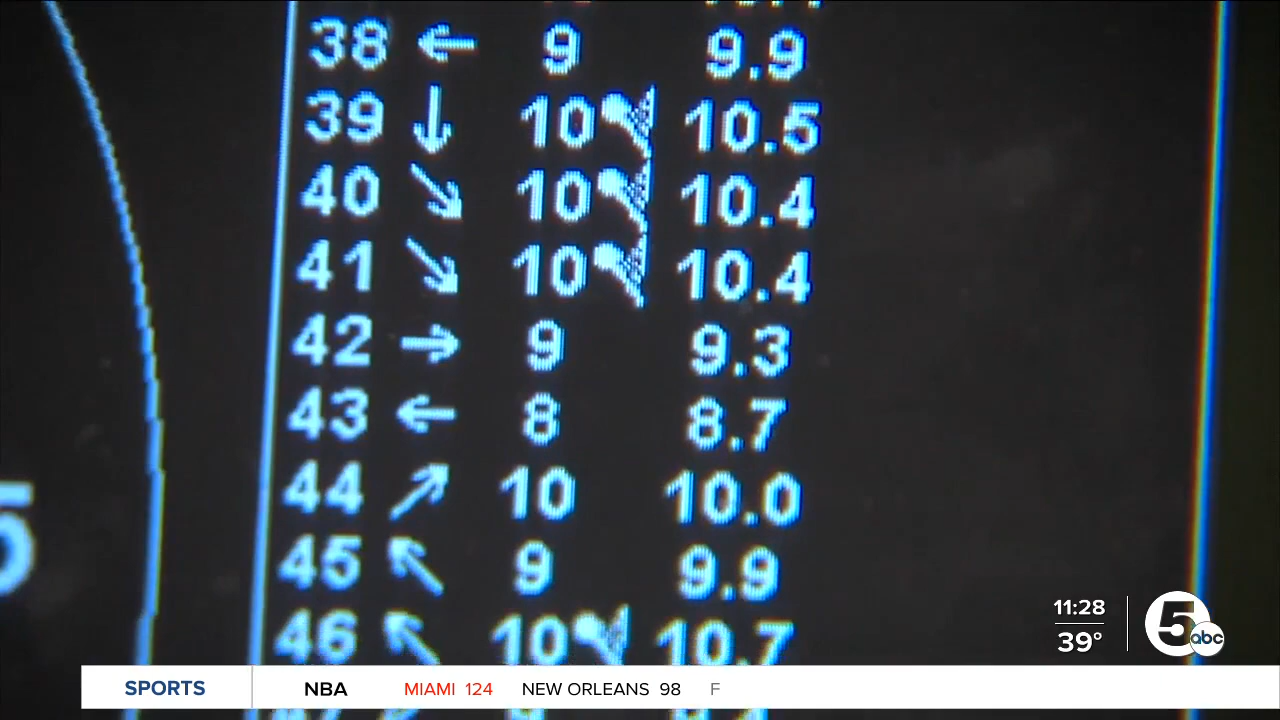 38 ← 9 9.9
39 ↓ 10 10.5
40 ↘ 10 10.4
41 ↘ 10 10.4
42 → 9 9.3
43 ← 8 8.7
44 ↗ 10 10.0
45 ↖ 9 9.9
46 ↖ 10 10.7
5
11:28
39°
5 abc
SPORTS NBA MIAMI 124 NEW ORLEANS 98 F